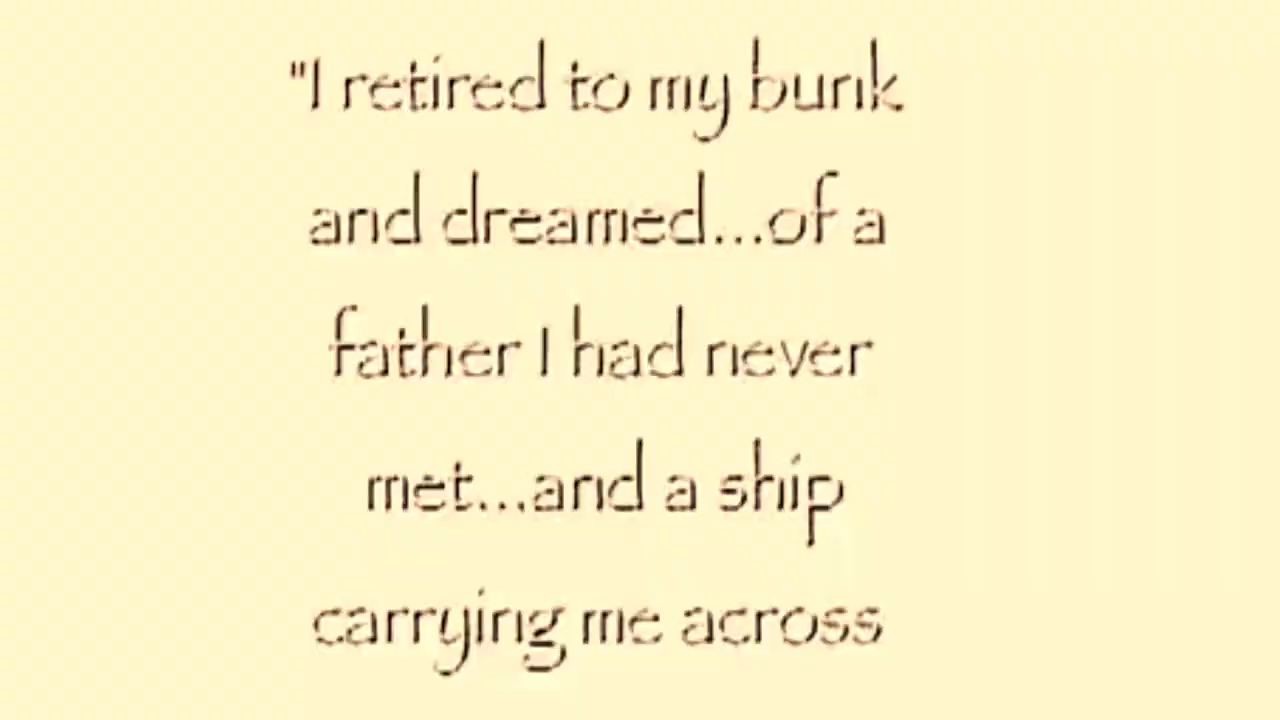 "I retired to my bunk
and dreamed...of a
father I had never
met...and a ship
carrying me across